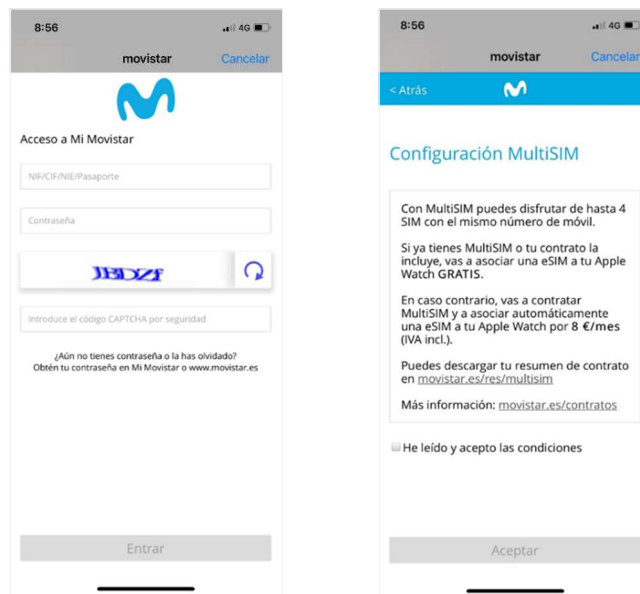 8:56
4G
movistar
Cancelar
Acceso a Mi Movistar
NIF/CIF/NIE/Pasaporte
Contraseña
JBDZf
Introduce el código CAPTCHA por seguridad
¿Aún no tienes contraseña o la has olvidado?
Obtén tu contraseña en Mi Movistar o www.movistar.es
Entrar
8:56
4G
movistar
Cancelar
< Atrás
Configuración MultiSIM
Con MultiSIM puedes disfrutar de hasta 4
SIM con el mismo número de móvil.
Si ya tienes MultiSIM o tu contrato la
incluye, vas a asociar una eSIM a tu Apple
Watch GRATIS.
En caso contrario, vas a contratar
MultiSIM y a asociar automáticamente
una eSIM a tu Apple Watch por 8 €/mes
(IVA incl.).
Puedes descargar tu resumen de contrato
en movistar.es/res/multisim
Más información: movistar.es/contratos
He leído y acepto las condiciones
Aceptar